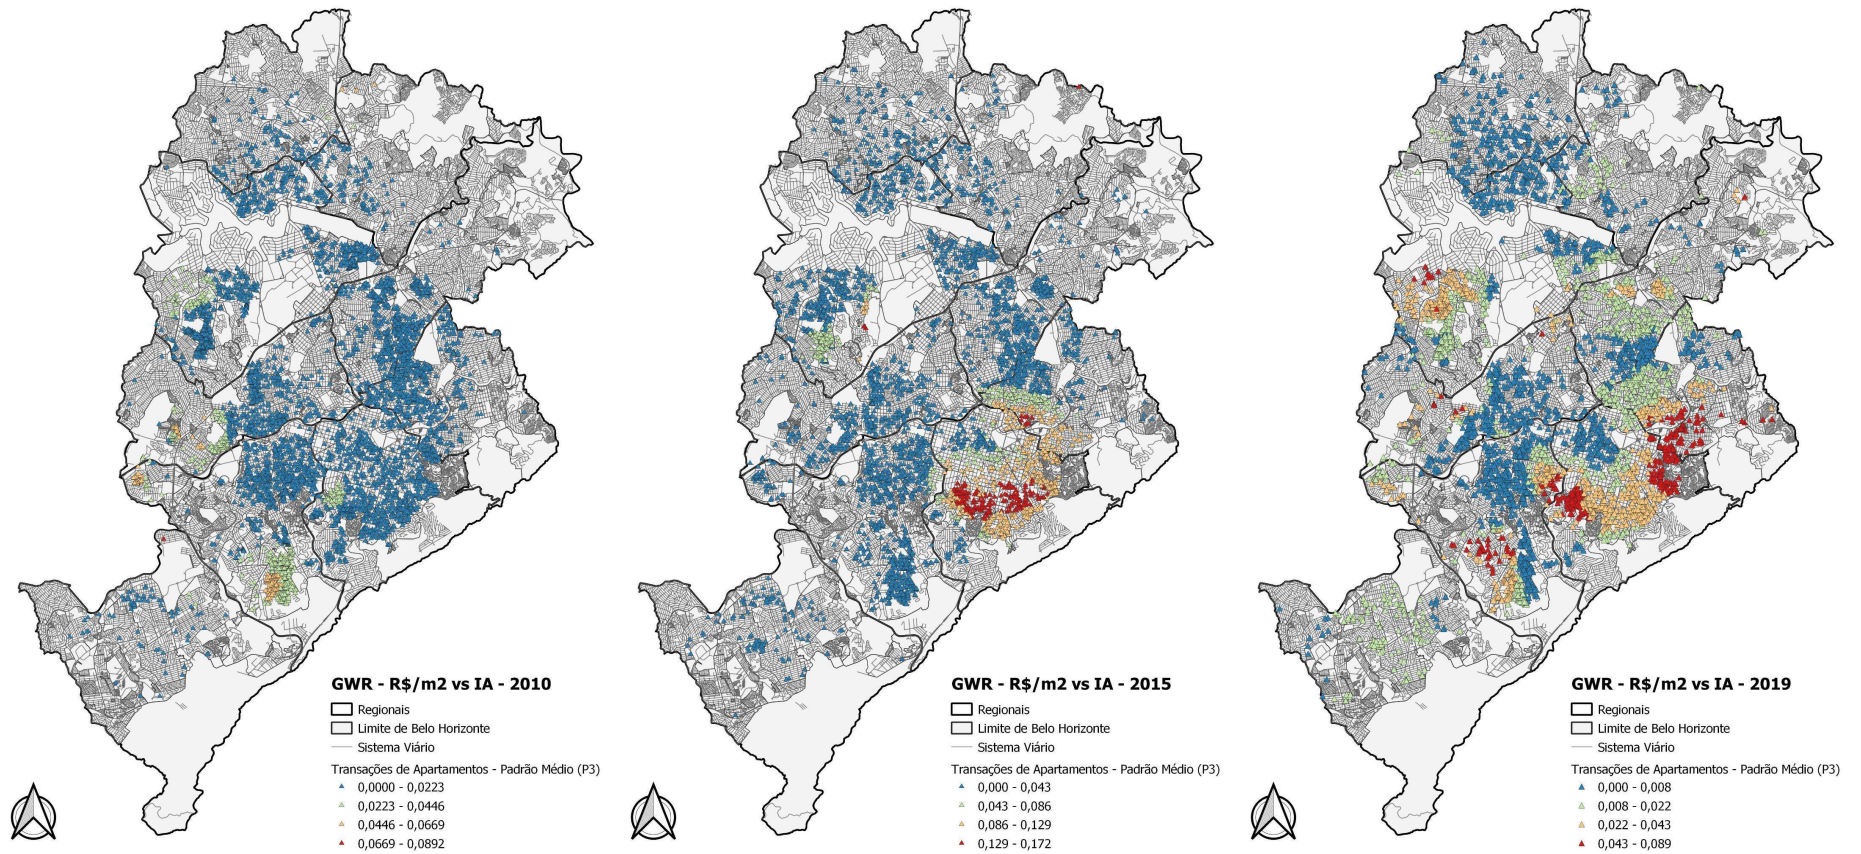 GWR - R$/m2 vs IA - 2010
Regionais
Limite de Belo Horizonte
Sistema Viário
Transações de Apartamentos - Padrão Médio (P3)
0,0000 - 0,0223
0,0223 - 0,0446
0,0446 - 0,0669
0,0669 - 0,0892
GWR - R$/m2 vs IA - 2015
Regionais
Limite de Belo Horizonte
Sistema Viário
Transações de Apartamentos - Padrão Médio (P3)
0,000 - 0,043
0,043 - 0,086
0,086 - 0,129
0,129 - 0,172
GWR - R$/m2 vs IA - 2019
Regionais
Limite de Belo Horizonte
Sistema Viário
Transações de Apartamentos - Padrão Médio (P3)
0,000 - 0,008
0,008 - 0,022
0,022 - 0,043
0,043 - 0,089